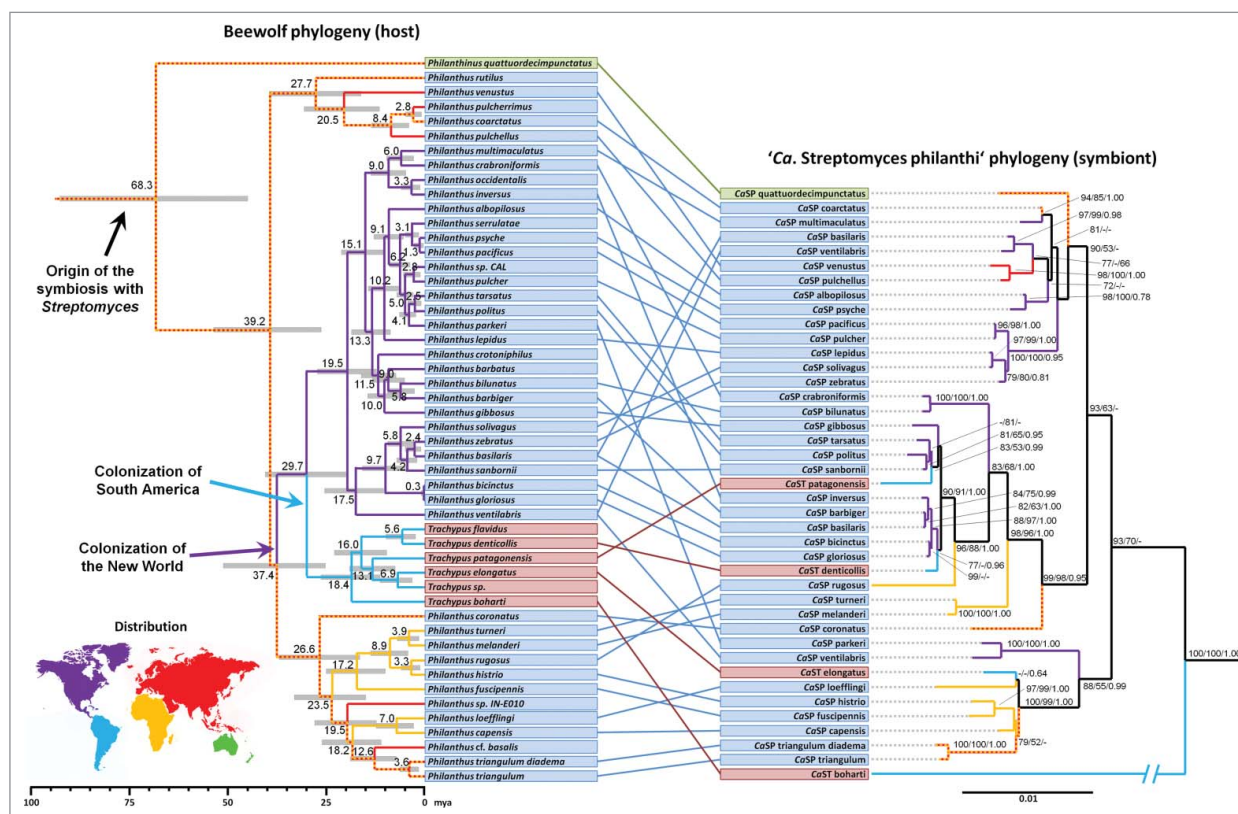 Beewolf phylogeny (host)
'Ca. Streptomyces philanthi' phylogeny (symbiont)
Philanthinus quattuordecimpunctatus
Philanthus rutilus
Philanthus venustus
Philanthus pulcherrimus
Philanthus coarctatus
Philanthus pulchellus
Philanthus multimaculatus
Philanthus crabroniformis
Philanthus occidentalis
Philanthus inversus
Philanthus albopilosus
Philanthus serrulatae
Philanthus psyche
Philanthus pacificus
Philanthus sp. CAL
Philanthus pulcher
Philanthus tarsatus
Philanthus politus
Philanthus parkeri
Philanthus lepidus
Philanthus crotoniphilus
Philanthus barbatus
Philanthus bilunatus
Philanthus barbiger
Philanthus gibbosus
Philanthus solivagus
Philanthus zebratus
Philanthus basilaris
Philanthus sanbornii
Philanthus bicinctus
Philanthus gloriosus
Philanthus ventilabris
Trachypus flavidus
Trachypus denticollis
Trachypus patagonensis
Trachypus elongatus
Trachypus sp.
Trachypus boharti
Philanthus coronatus
Philanthus turneri
Philanthus melanderi
Philanthus rugosus
Philanthus histrio
Philanthus fuscipennis
Philanthus sp. IN-E010
Philanthus loefflingi
Philanthus capensis
Philanthus cf. basalis
Philanthus triangulum diadema
Philanthus triangulum
68.3
27.7
20.5
2.8
8.4
39.2
6.0
9.0
3.3
15.1
9.1
3.1
1.3
6.2
2.8
10.2
2.5
5.0
4.1
13.3
19.5
9.0
11.5
5.8
10.0
29.7
5.8
2.4
9.7
4.2
0.3
17.5
5.6
16.0
13.1
6.9
18.4
37.4
26.6
3.9
8.9
17.2
3.3
23.5
7.0
19.5
18.2
12.6
3.6
Origin of the
symbiosis with
Streptomyces
Colonization of
South America
Colonization of
the New World
Distribution
100
75
50
25
0
mya
CaSP quattuordecimpunctatus
CaSP coarctatus
CaSP multimaculatus
CaSP basilaris
CaSP ventilabris
CaSP venustus
CaSP pulchellus
CaSP albopilosus
CaSP psyche
CaSP pacificus
CaSP pulcher
CaSP lepidus
CaSP solivagus
CaSP zebratus
CaSP crabroniformis
CaSP bilunatus
CaSP gibbosus
CaSP tarsatus
CaSP politus
CaSP sanbornii
CaST patagonensis
CaSP inversus
CaSP barbiger
CaSP basilaris
CaSP bicinctus
CaSP gloriosus
CaST denticollis
CaSP rugosus
CaSP turneri
CaSP melanderi
CaSP coronatus
CaSP parkeri
CaSP ventilabris
CaST elongatus
CaSP loefflingi
CaSP histrio
CaSP fuscipennis
CaSP capensis
CaSP triangulum diadema
CaSP triangulum
CaST boharti
94/85/1.00
97/99/0.98
81/-/-
90/53/-
77/-/66
98/100/1.00
72/-/-
98/100/0.78
96/98/1.00
97/99/1.00
100/100/0.95
79/80/0.81
100/100/1.00
93/63/-
-/81/-
81/65/0.95
83/53/0.99
83/68/1.00
90/91/1.00
84/75/0.99
82/63/1.00
88/97/1.00
98/96/1.00
96/88/1.00
77/-/0.96
99/-/-
93/70/-
99/98/0.95
100/100/1.00
100/100/1.00
100/100/1.00
-/-/0.64
88/55/0.99
97/99/1.00
100/99/1.00
79/52/-
100/100/1.00
0.01